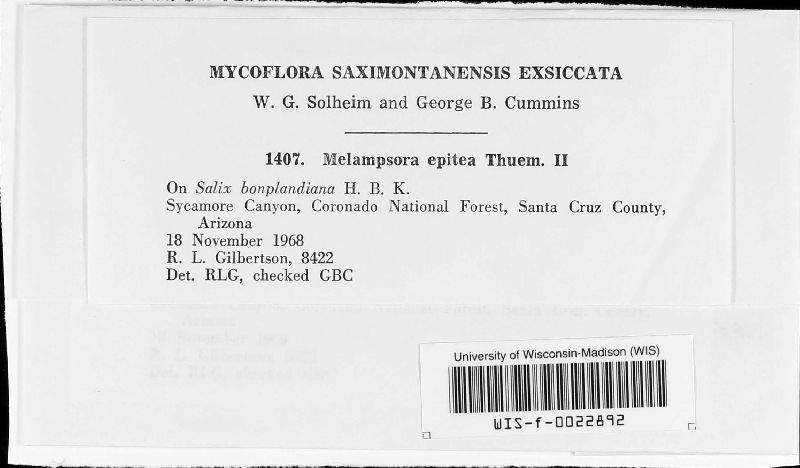 MYCOFLORA SAXIMONTANENSIS EXSICCATA
W. G. Solheim and George B. Cummins
1407. Melampsora epitea Thuem. II
On Salix bonplandiana H. B. K.
Sycamore Canyon, Coronado National Forest, Santa Cruz County,
Arizona
18 November 1968
R. L. Gilbertson, 8422
Det. RLG, checked GBC
University of Wisconsin-Madison (WIS)
WIS-f-0022892